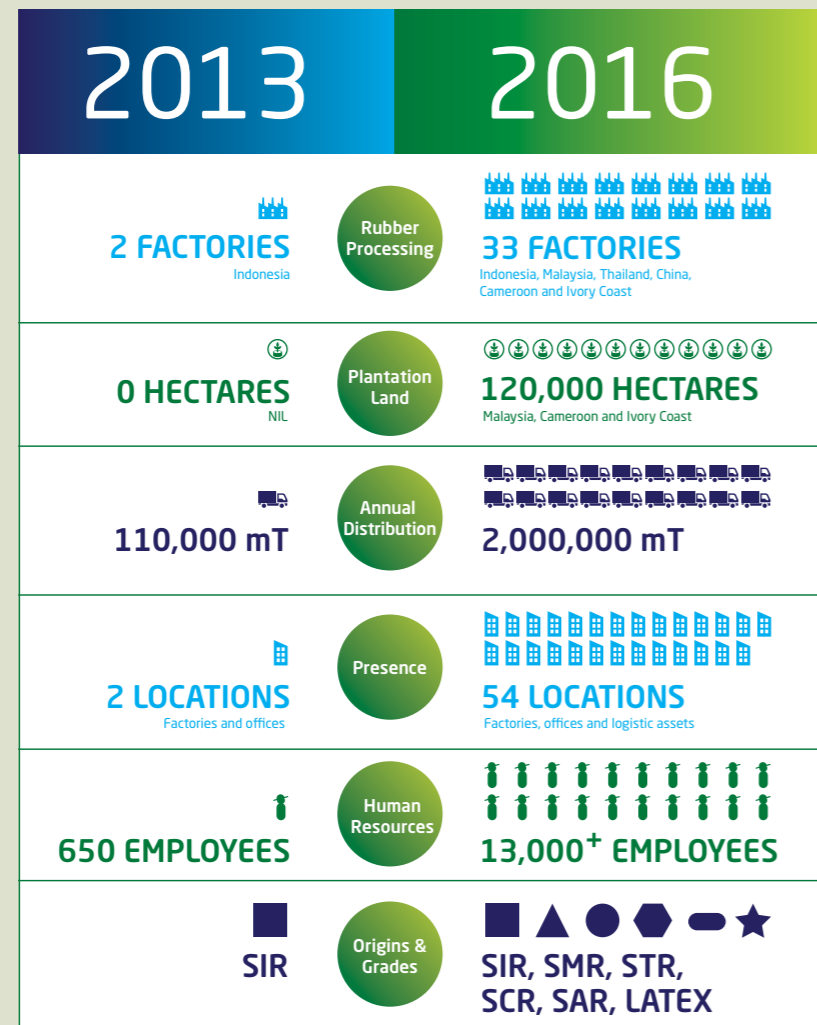 2013
2016
2 FACTORIES
Indonesia
Rubber
Processing
33 FACTORIES
Indonesia, Malaysia, Thailand, China,
Cameroon and Ivory Coast
0 HECTARES
NIL
Plantation
Land
120,000 HECTARES
Malaysia, Cameroon and Ivory Coast
110,000 mT
Annual
Distribution
2,000,000 mT
2 LOCATIONS
Factories and offices
Presence
54 LOCATIONS
Factories, offices and logistic assets
650 EMPLOYEES
Human
Resources
13,000+ EMPLOYEES
SIR
Origins &
Grades
SIR, SMR, STR,
SCR, SAR, LATEX